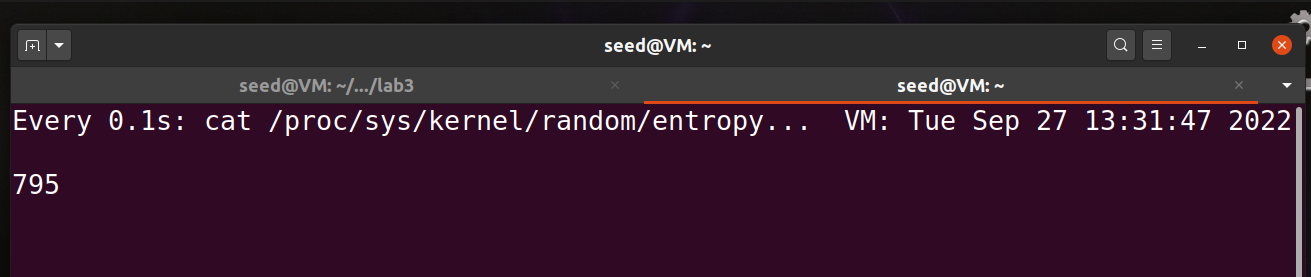 seed@VM: ~
seed@VM: ~/.../lab3
seed@VM: ~
Every 0.1s: cat /proc/sys/kernel/random/entropy...  VM: Tue Sep 27 13:31:47 2022
795